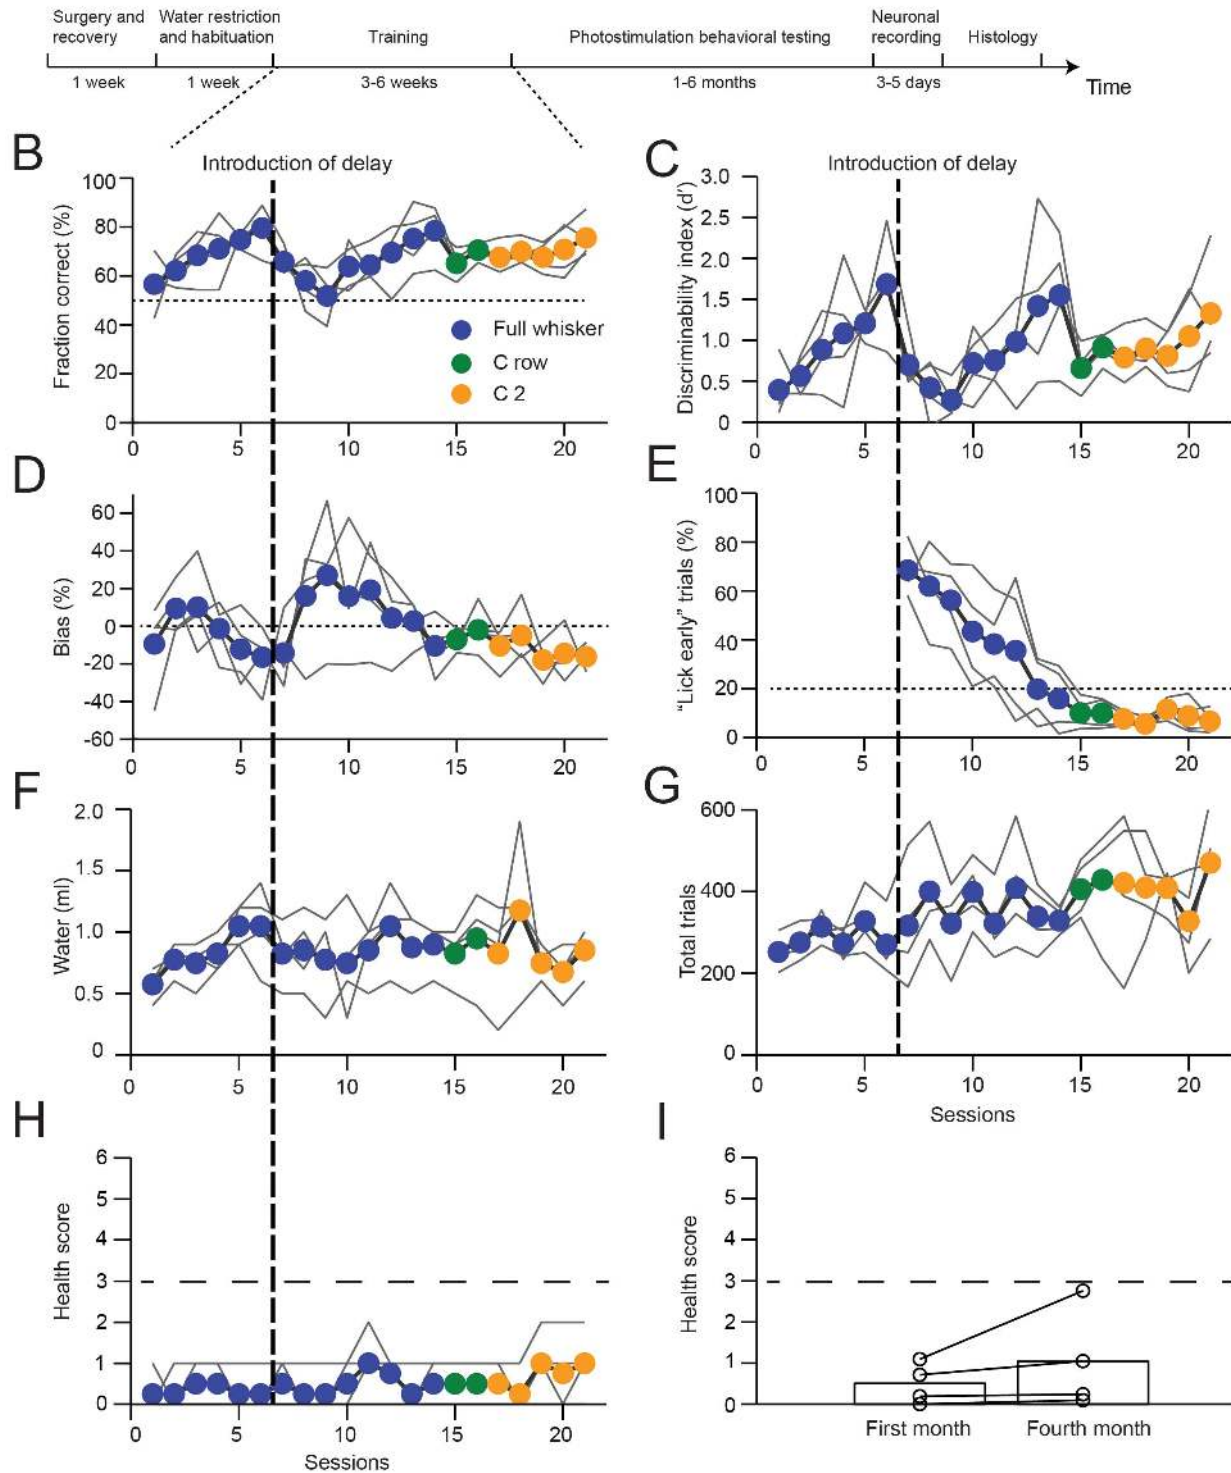 Surgery and recovery
Water restriction and habituation
Training
Photostimulation behavioral testing
Neuronal recording
Histology
1 week
1 week
3-6 weeks
1-6 months
3-5 days
Time
B
Introduction of delay
Fraction correct (%)
100
80
60
40
20
0
0 5 10 15 20
Full whisker
C row
C 2
C
Introduction of delay
Discriminability index (d')
3.0
2.5
2.0
1.5
1.0
0.5
0
0 5 10 15 20
D
Bias (%)
60
40
20
0
-20
-40
-60
0 5 10 15 20
E
"Lick early" trials (%)
100
80
60
40
20
0
0 5 10 15 20
F
Water (ml)
2.0
1.5
1.0
0.5
0
0 5 10 15 20
G
Total trials
600
400
200
0
0 5 10 15 20
Sessions
H
Health score
6
5
4
3
2
1
0
0 5 10 15 20
Sessions
I
Health score
6
5
4
3
2
1
0
First month
Fourth month